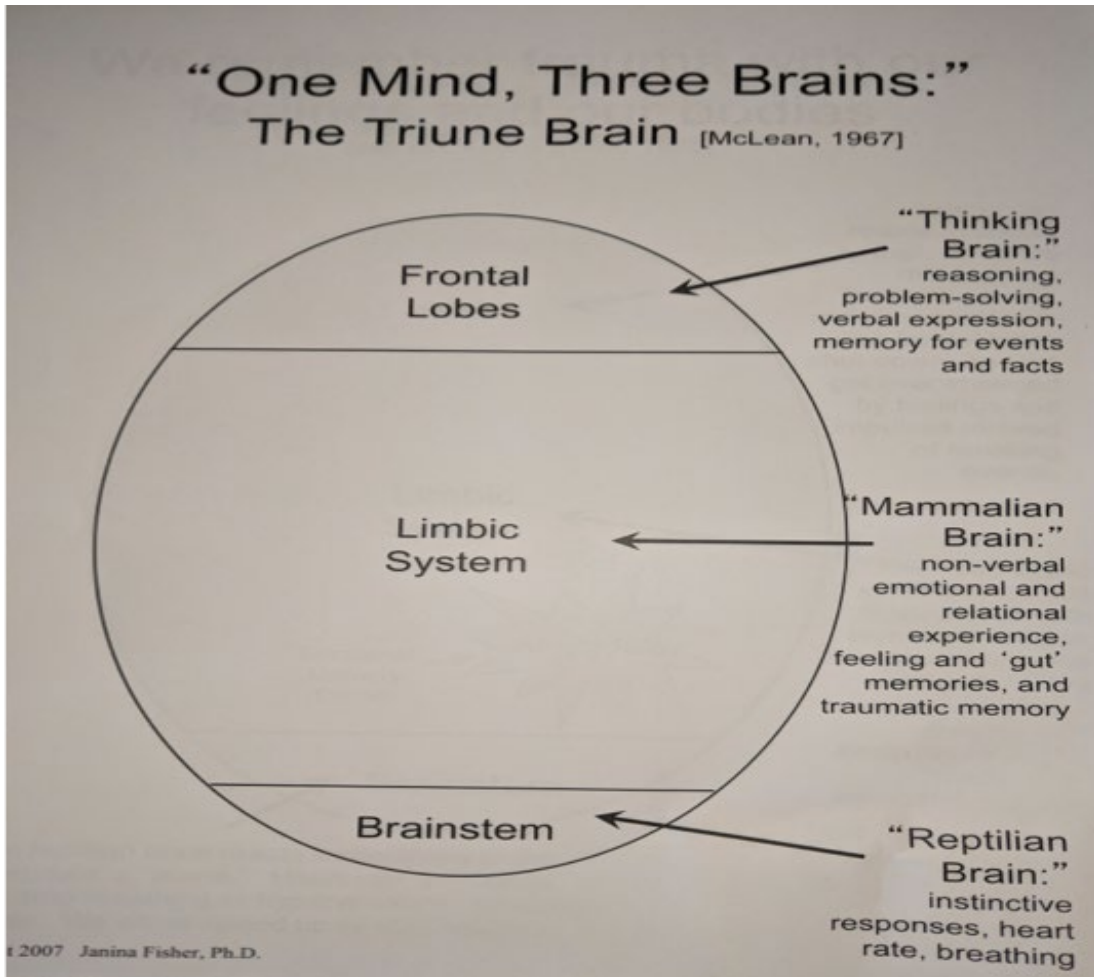 “One Mind, Three Brains:”
The Triune Brain [McLean, 1967]
Frontal
Lobes
“Thinking
Brain:”
reasoning,
problem-solving,
verbal expression,
memory for events
and facts
Limbic
System
“Mammalian
Brain:”
non-verbal
emotional and
relational
experience,
feeling and ‘gut’
memories, and
traumatic memory
Brainstem
“Reptilian
Brain:”
instinctive
responses, heart
rate, breathing
2007 Janina Fisher, Ph.D.